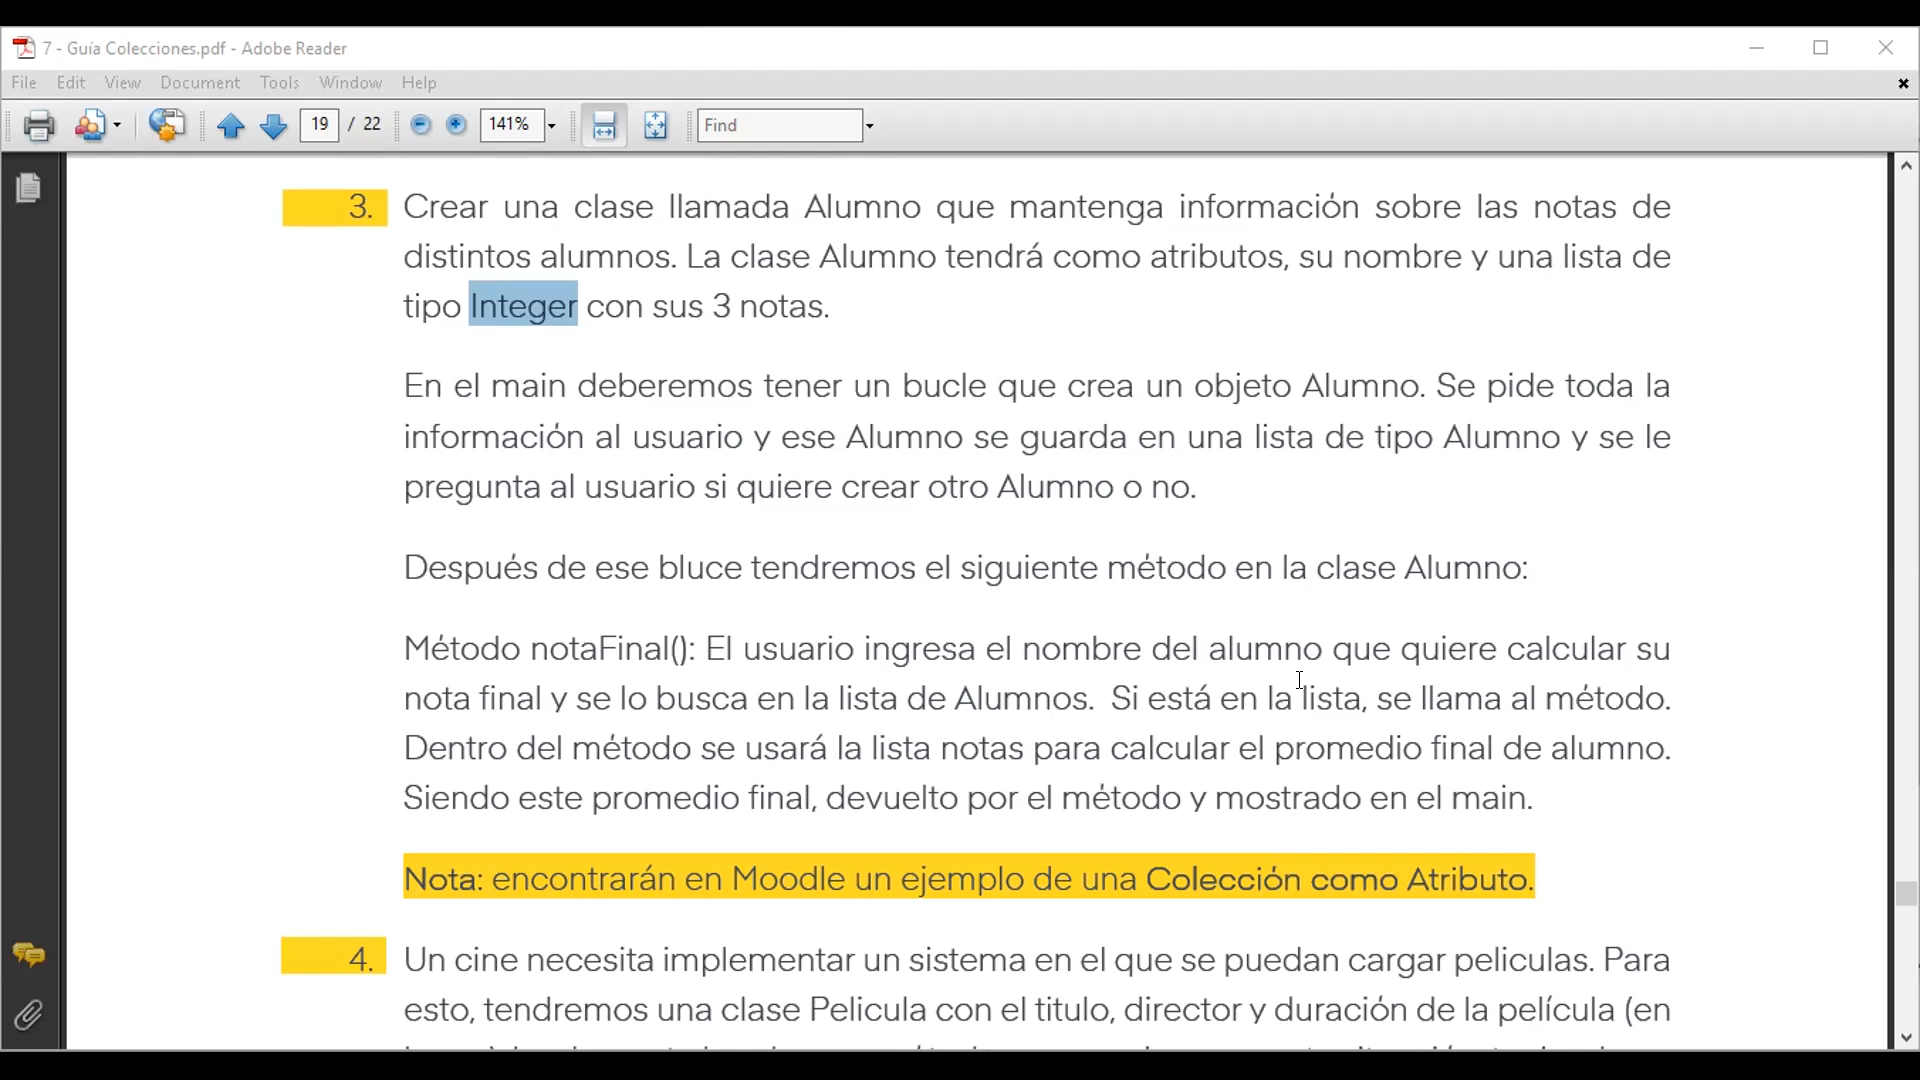 7 - Guía Colecciones.pdf - Adobe Reader
File Edit View Document Tools Window Help
19 / 22 141% Find
3. Crear una clase llamada Alumno que mantenga información sobre las notas de
distintos alumnos. La clase Alumno tendrá como atributos, su nombre y una lista de
tipo Integer con sus 3 notas.
En el main deberemos tener un bucle que crea un objeto Alumno. Se pide toda la
información al usuario y ese Alumno se guarda en una lista de tipo Alumno y se le
pregunta al usuario si quiere crear otro Alumno o no.
Después de ese bluce tendremos el siguiente método en la clase Alumno:
Método notaFinal(): El usuario ingresa el nombre del alumno que quiere calcular su
nota final y se lo busca en la lista de Alumnos. Si está en la lista, se llama al método.
Dentro del método se usará la lista notas para calcular el promedio final de alumno.
Siendo este promedio final, devuelto por el método y mostrado en el main.
Nota: encontrarán en Moodle un ejemplo de una Colección como Atributo.
4. Un cine necesita implementar un sistema en el que se puedan cargar peliculas. Para
esto, tendremos una clase Pelicula con el titulo, director y duración de la película (en